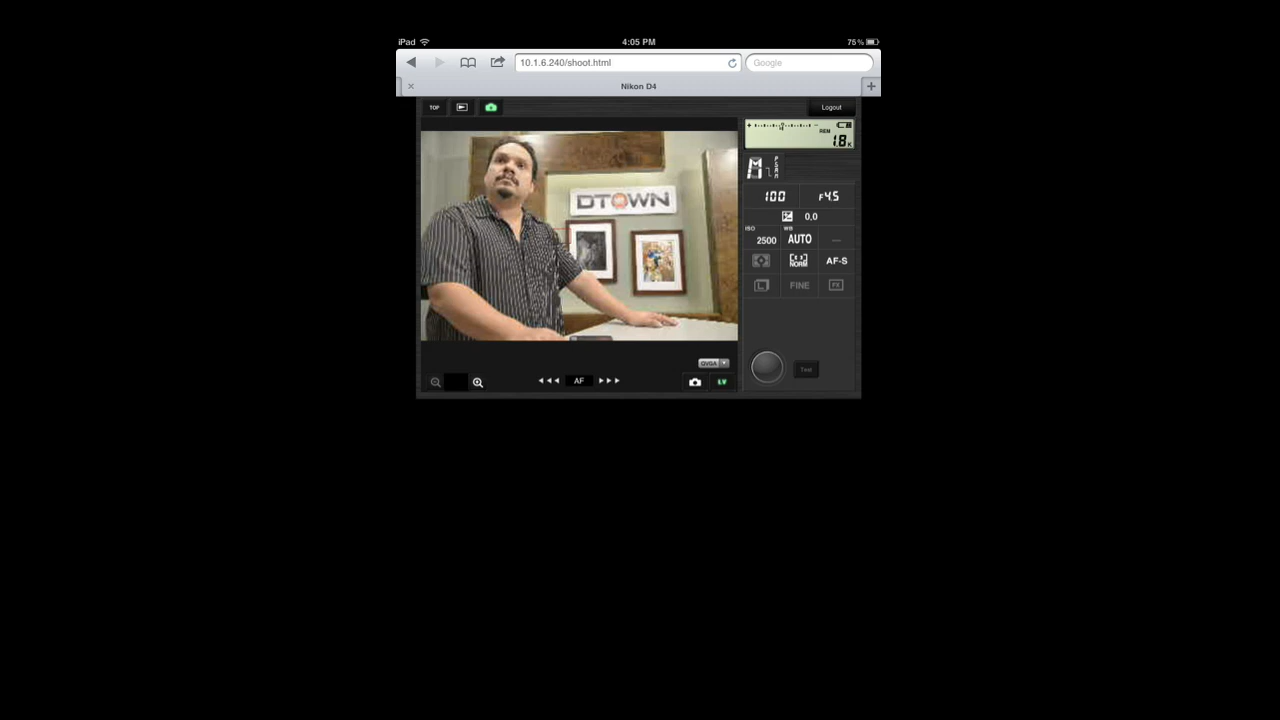 iPad 4:05 PM 75%
10.1.6.240/shoot.html Google
Nikon D4
TOP Logout
REM
1.8K
M P S A M
100 F4.5
0.0
ISO WB
2500 AUTO --
NORM AF-S
L FINE FX
DTOWN
QVGA
AF LV
Test